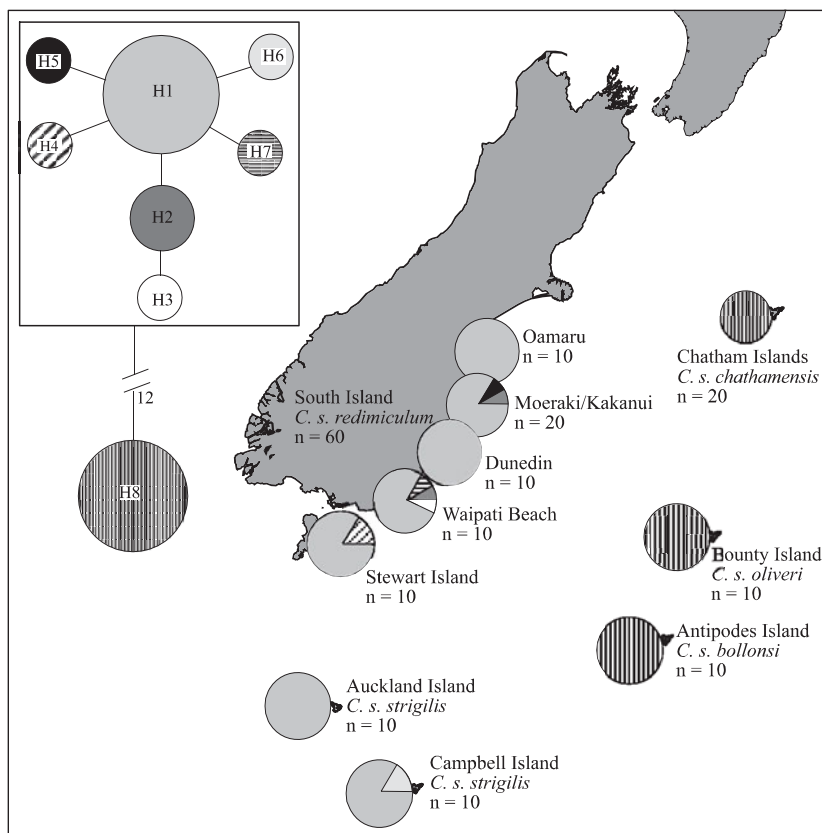 H5
H1
H6
H4
H7
H2
H3
12
H8
Oamaru
n = 10
South Island
C. s. redimiculum
n = 60
Moeraki/Kakanui
n = 20
Dunedin
n = 10
Waipati Beach
n = 10
Stewart Island
n = 10
Chatham Islands
C. s. chathamensis
n = 20
Bounty Island
C. s. oliveri
n = 10
Antipodes Island
C. s. bollonsi
n = 10
Auckland Island
C. s. strigilis
n = 10
Campbell Island
C. s. strigilis
n = 10